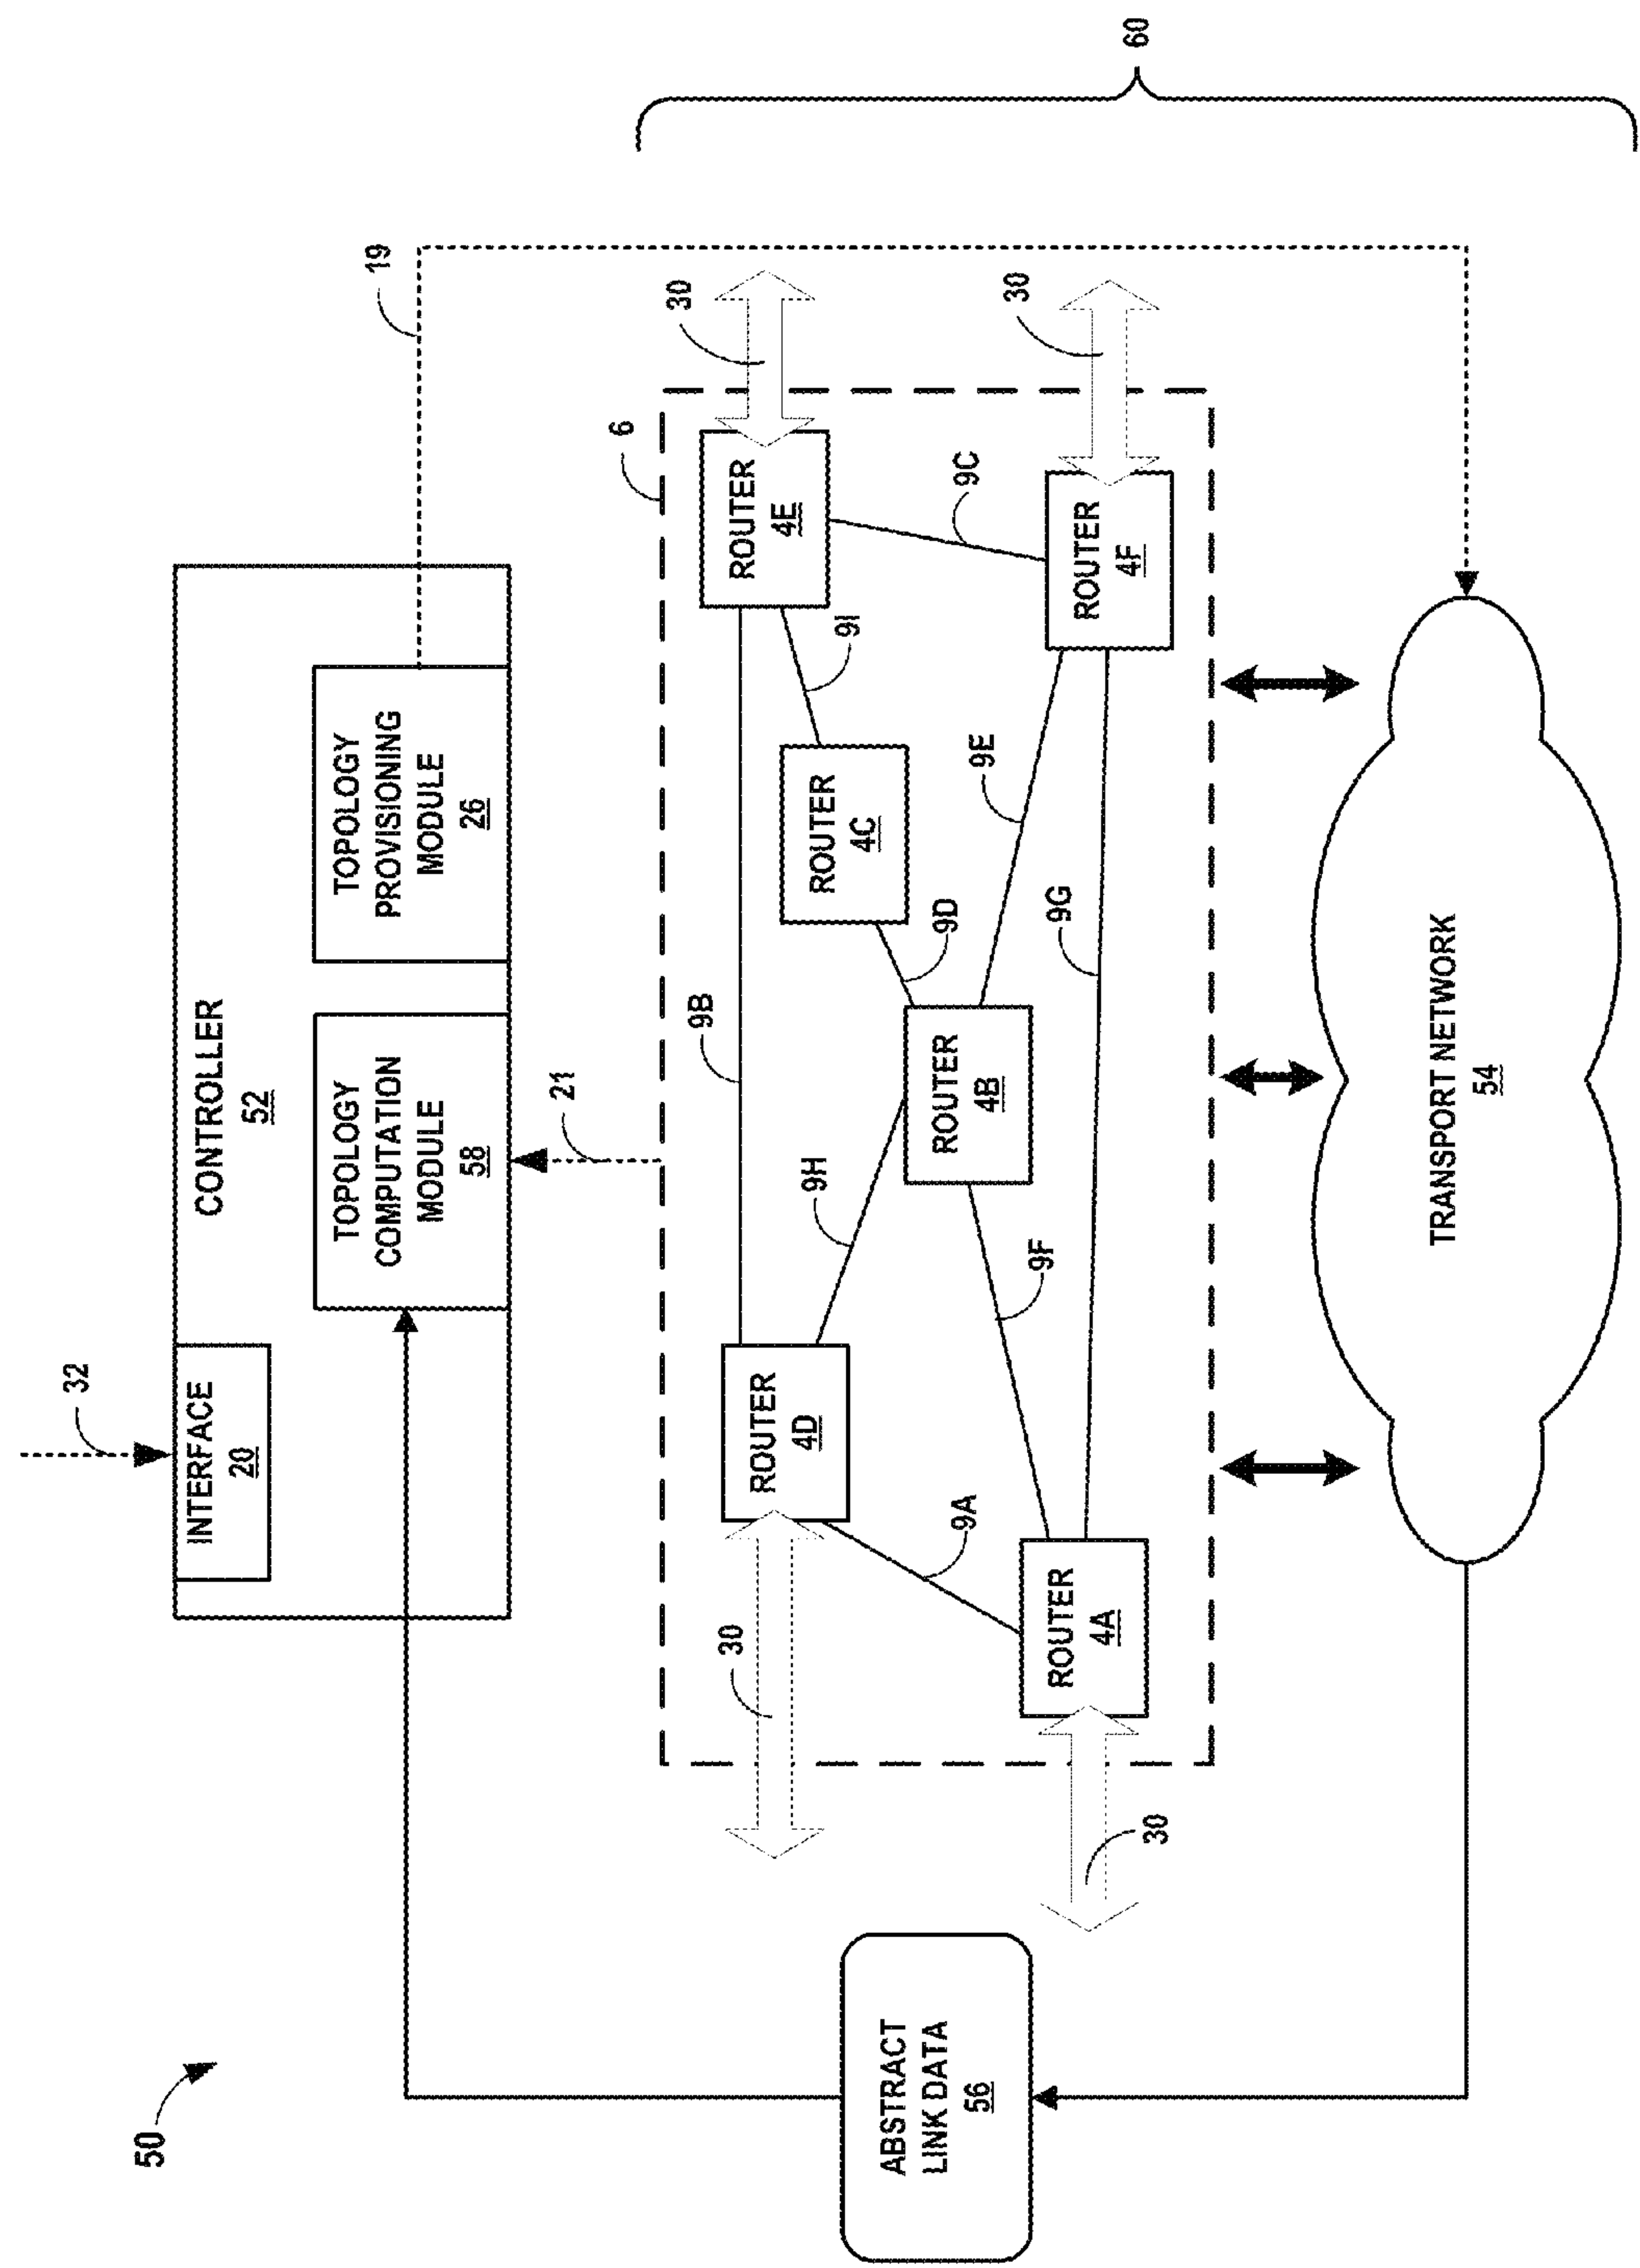 50
32
INTERFACE
20
CONTROLLER
52
TOPOLOGY
COMPUTATION
MODULE
58
TOPOLOGY
PROVISIONING
MODULE
26
19
21
6
ABSTRACT
LINK DATA
56
30
ROUTER
4D
9B
ROUTER
4E
30
9H
9I
ROUTER
4C
9A
9D
ROUTER
4B
9E
9C
30
ROUTER
4A
9F
9G
ROUTER
4F
30
TRANSPORT NETWORK
54
60